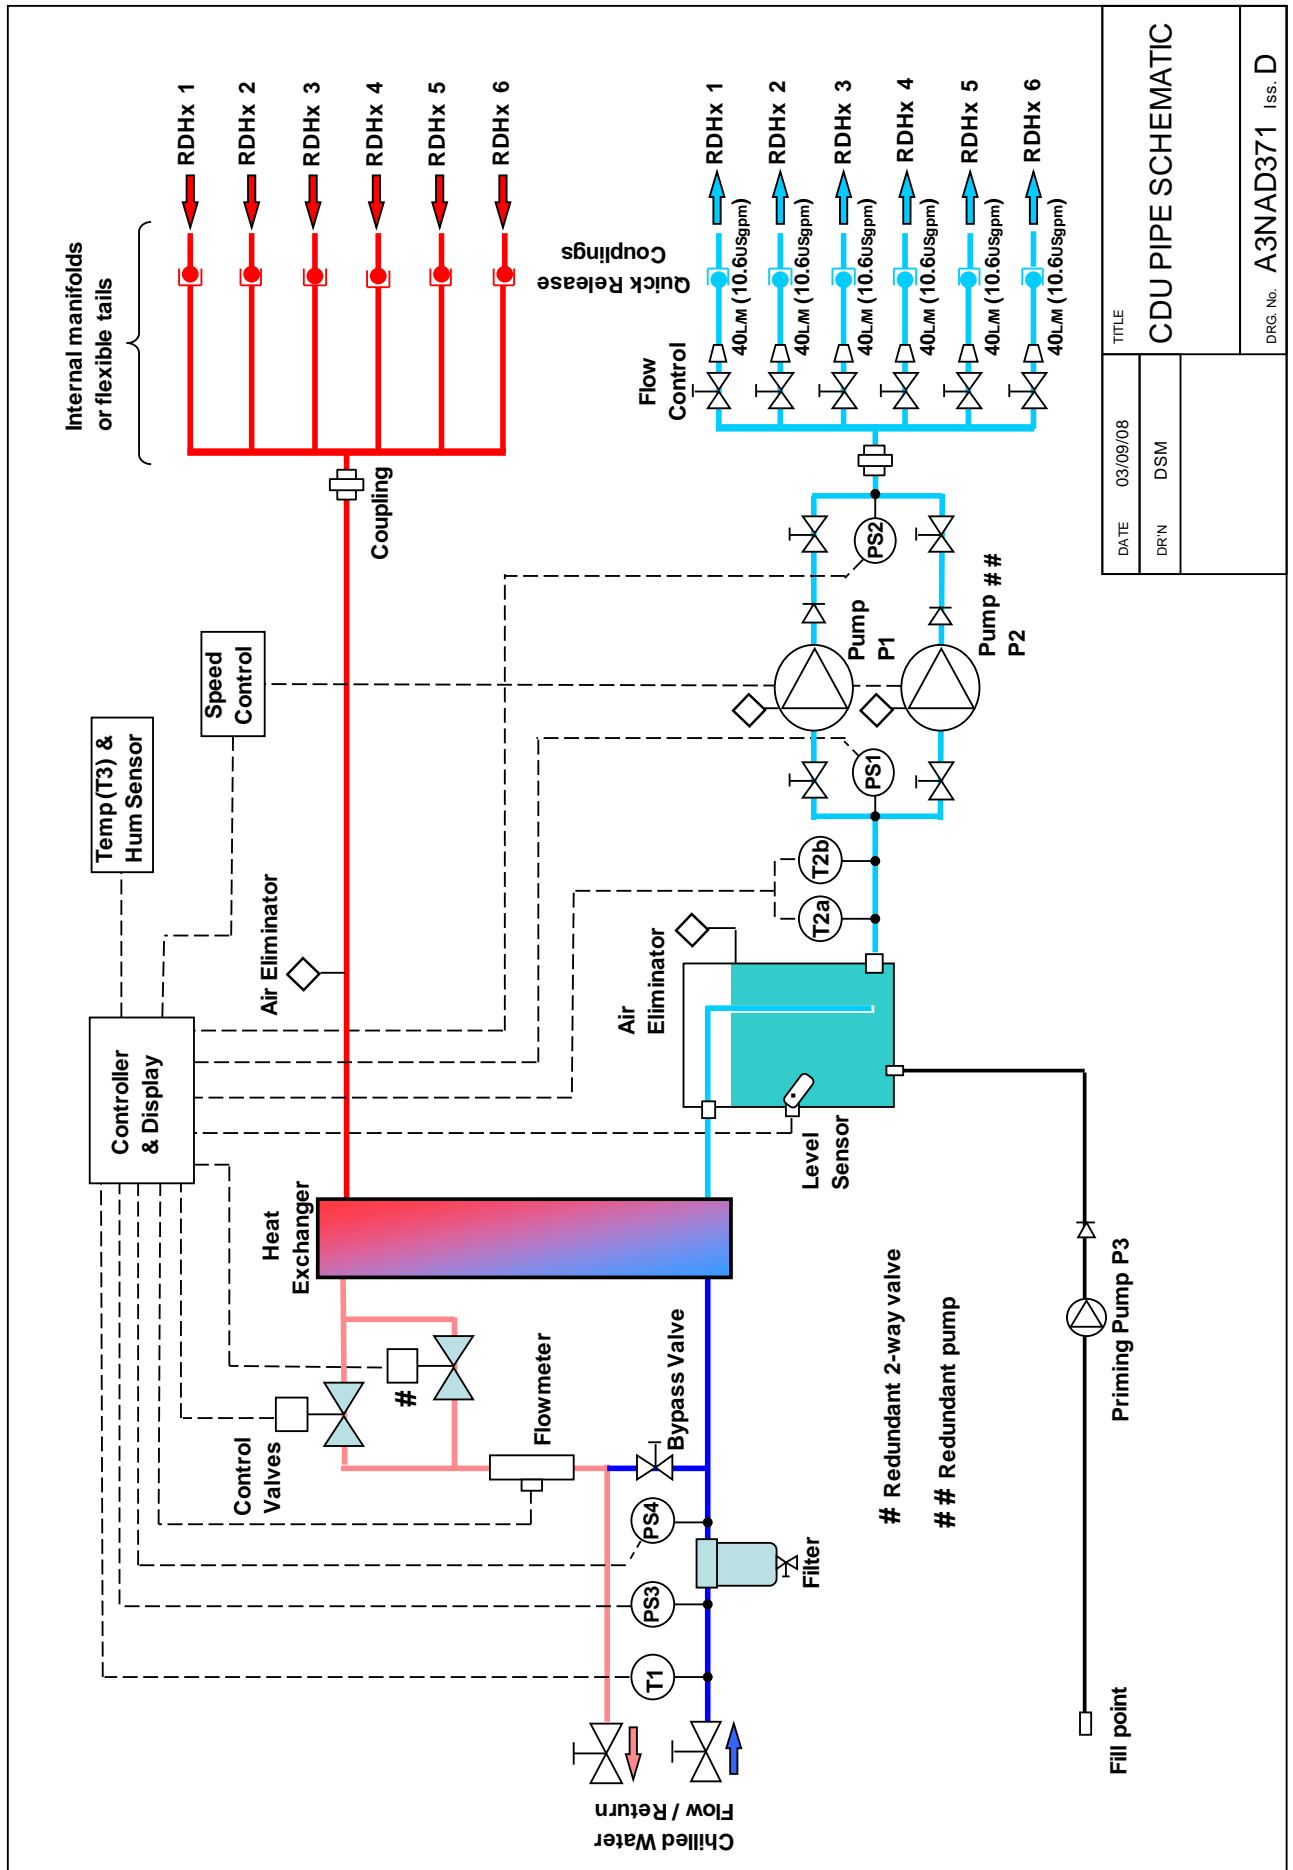 Internal manifolds
or flexible tails
RDHx 1
RDHx 2
RDHx 3
RDHx 4
RDHx 5
RDHx 6
Coupling
Quick Release
Couplings
Flow
Control
40L/M (10.6USgpm)
40L/M (10.6USgpm)
40L/M (10.6USgpm)
40L/M (10.6USgpm)
40L/M (10.6USgpm)
40L/M (10.6USgpm)
RDHx 1
RDHx 2
RDHx 3
RDHx 4
RDHx 5
RDHx 6
Temp(T3) &
Hum Sensor
Speed
Control
Controller
& Display
Air Eliminator
Heat
Exchanger
Air
Eliminator
Level
Sensor
T2a
T2b
PS1
PS2
Pump
P1
Pump ##
P2
Control
Valves
#
Flowmeter
Bypass Valve
PS4
PS3
T1
Filter
Chilled Water
Flow / Return
# Redundant 2-way valve
## Redundant pump
Priming Pump P3
Fill point
TITLE
CDU PIPE SCHEMATIC
DATE 03/09/08
DR'N DSM
DRG. No. A3NAD371 Iss. D